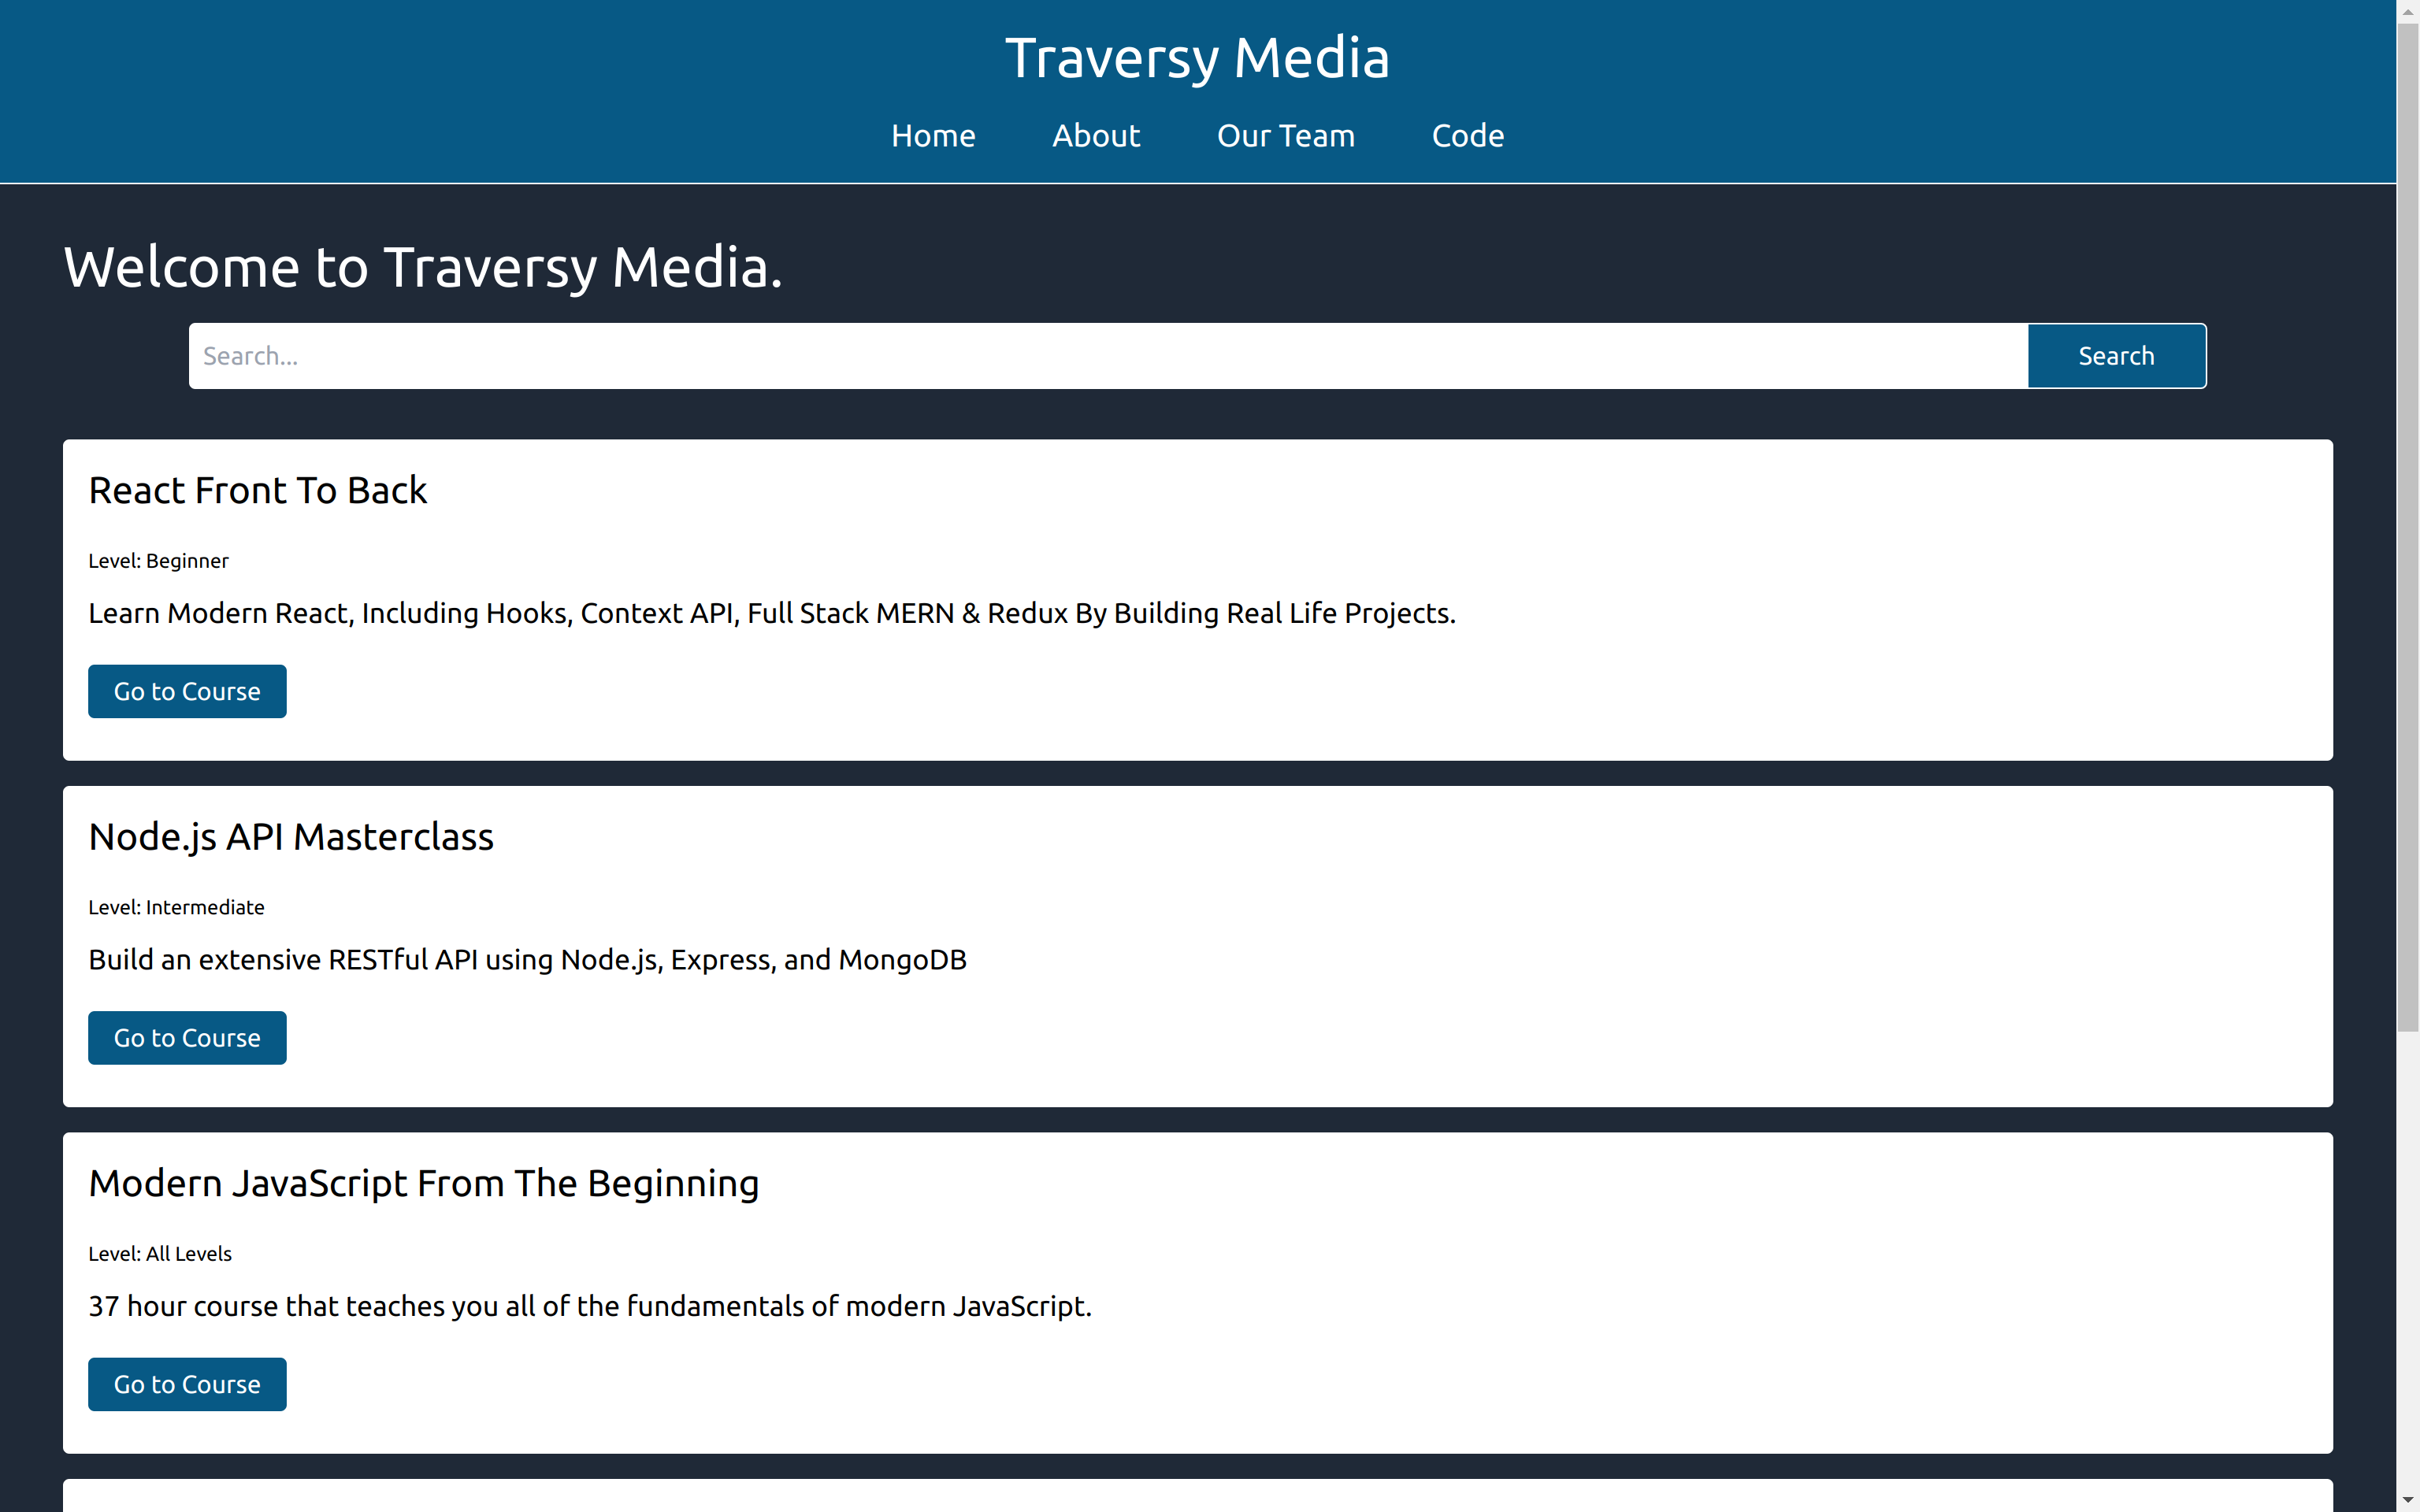 Traversy Media
Home About Our Team Code
Welcome to Traversy Media.
Search... Search
React Front To Back
Level: Beginner
Learn Modern React, Including Hooks, Context API, Full Stack MERN & Redux By Building Real Life Projects.
Go to Course
Node.js API Masterclass
Level: Intermediate
Build an extensive RESTful API using Node.js, Express, and MongoDB
Go to Course
Modern JavaScript From The Beginning
Level: All Levels
37 hour course that teaches you all of the fundamentals of modern JavaScript.
Go to Course